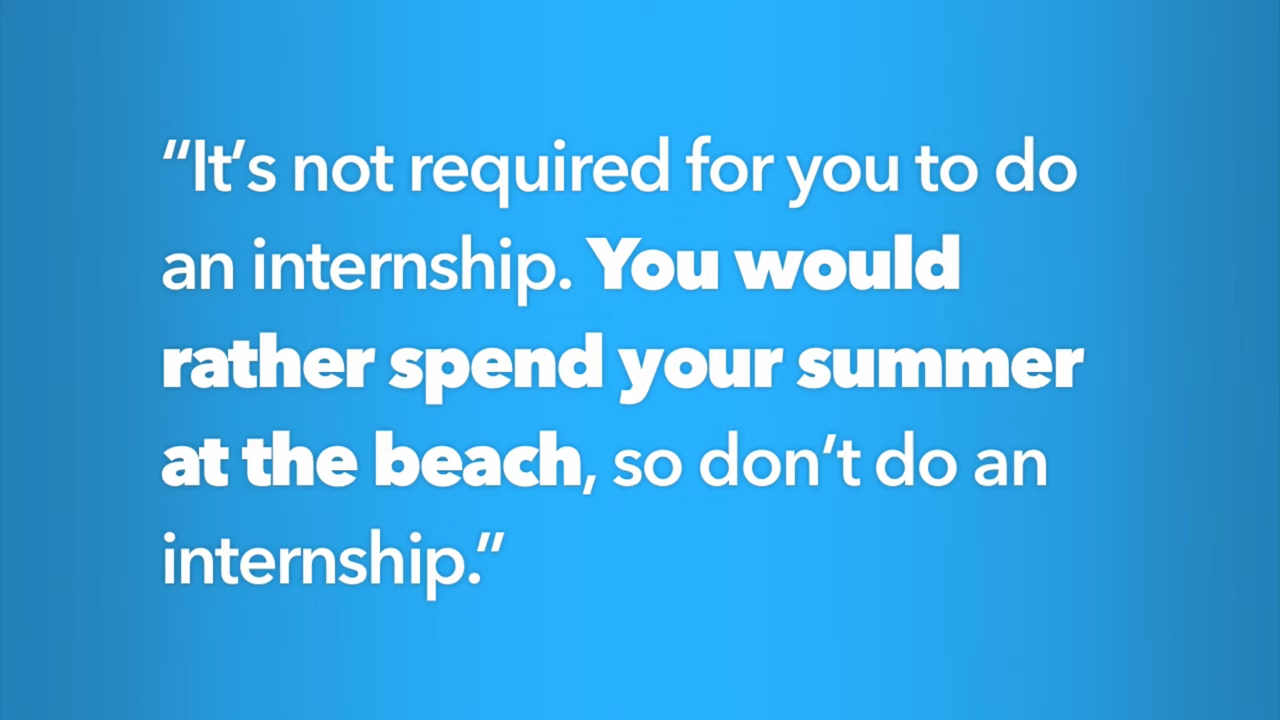 “It’s not required for you to do
an internship. You would
rather spend your summer
at the beach, so don’t do an
internship.”